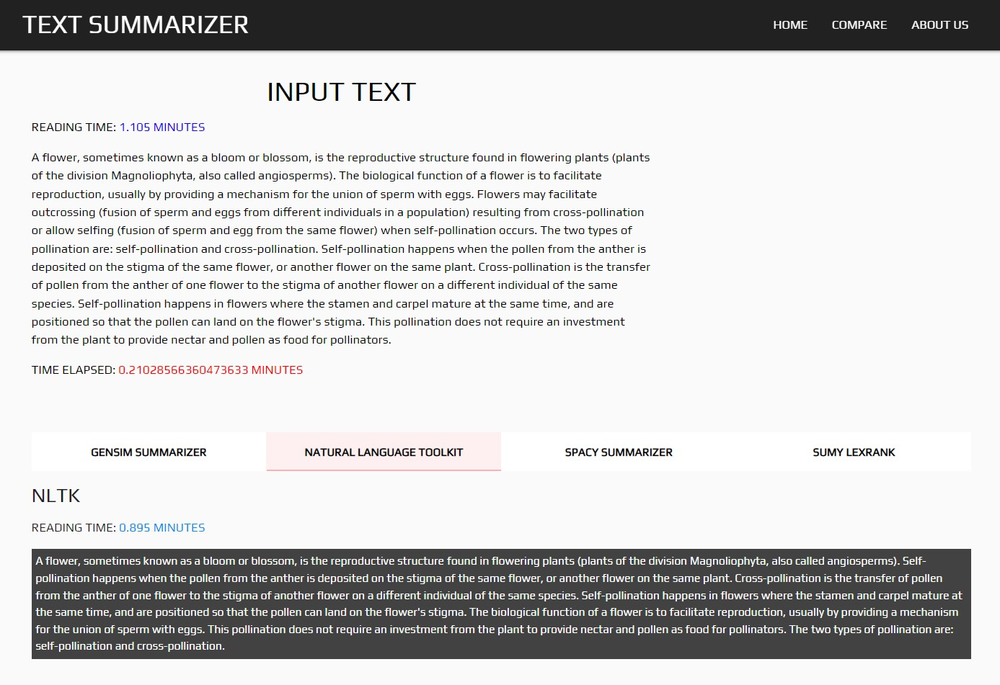 TEXT SUMMARIZER
HOME
COMPARE
ABOUT US
INPUT TEXT
READING TIME: 1.105 MINUTES
A flower, sometimes known as a bloom or blossom, is the reproductive structure found in flowering plants (plants
of the division Magnoliophyta, also called angiosperms). The biological function of a flower is to facilitate
reproduction, usually by providing a mechanism for the union of sperm with eggs. Flowers may facilitate
outcrossing (fusion of sperm and eggs from different individuals in a population) resulting from cross-pollination
or allow selfing (fusion of sperm and egg from the same flower) when self-pollination occurs. The two types of
pollination are: self-pollination and cross-pollination. Self-pollination happens when the pollen from the anther is
deposited on the stigma of the same flower, or another flower on the same plant. Cross-pollination is the transfer
of pollen from the anther of one flower to the stigma of another flower on a different individual of the same
species. Self-pollination happens in flowers where the stamen and carpel mature at the same time, and are
positioned so that the pollen can land on the flower's stigma. This pollination does not require an investment
from the plant to provide nectar and pollen as food for pollinators.
TIME ELAPSED: 0.21028566360473633 MINUTES
GENSIM SUMMARIZER
NATURAL LANGUAGE TOOLKIT
SPACY SUMMARIZER
SUMY LEXRANK
NLTK
READING TIME: 0.895 MINUTES
A flower, sometimes known as a bloom or blossom, is the reproductive structure found in flowering plants (plants of the division Magnoliophyta, also called angiosperms). Self-
pollination happens when the pollen from the anther is deposited on the stigma of the same flower, or another flower on the same plant. Cross-pollination is the transfer of pollen
from the anther of one flower to the stigma of another flower on a different individual of the same species. Self-pollination happens in flowers where the stamen and carpel mature at
the same time, and are positioned so that the pollen can land on the flower's stigma. The biological function of a flower is to facilitate reproduction, usually by providing a mechanism
for the union of sperm with eggs. This pollination does not require an investment from the plant to provide nectar and pollen as food for pollinators. The two types of pollination are:
self-pollination and cross-pollination.